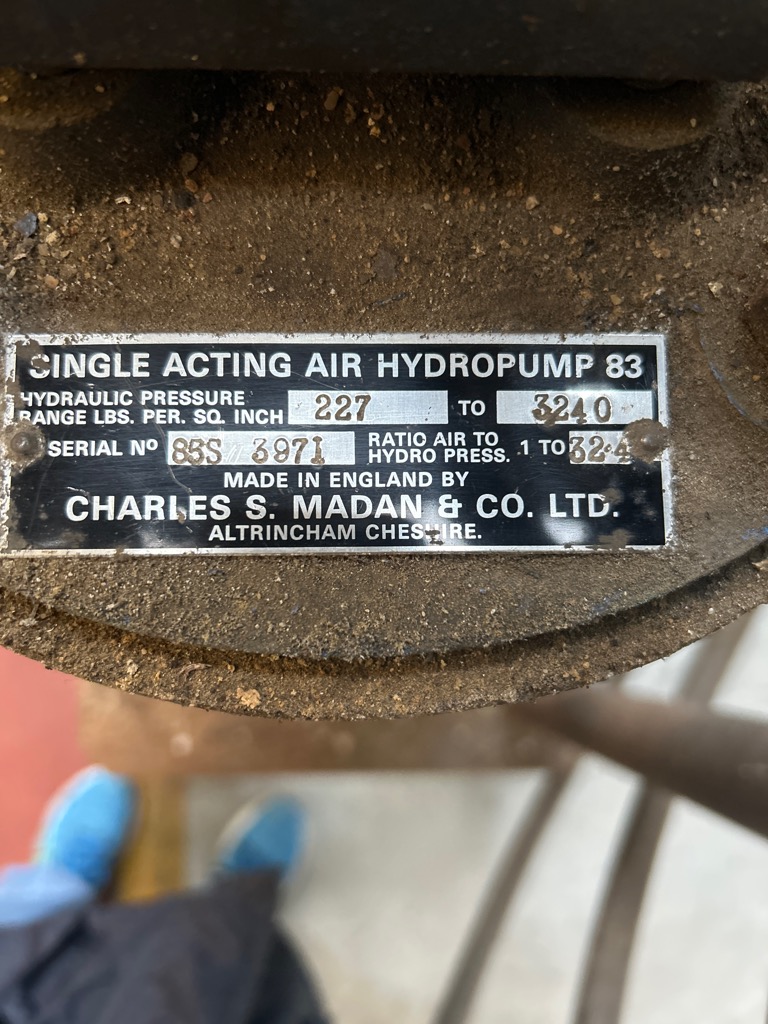 SINGLE ACTING AIR HYDROPUMP 83
HYDRAULIC PRESSURE
RANGE LBS. PER. SQ. INCH 227 TO 3240
SERIAL Nº 83S // 3971 RATIO AIR TO
HYDRO PRESS. 1 TO 32·4
MADE IN ENGLAND BY
CHARLES S. MADAN & CO. LTD.
ALTRINCHAM CHESHIRE.